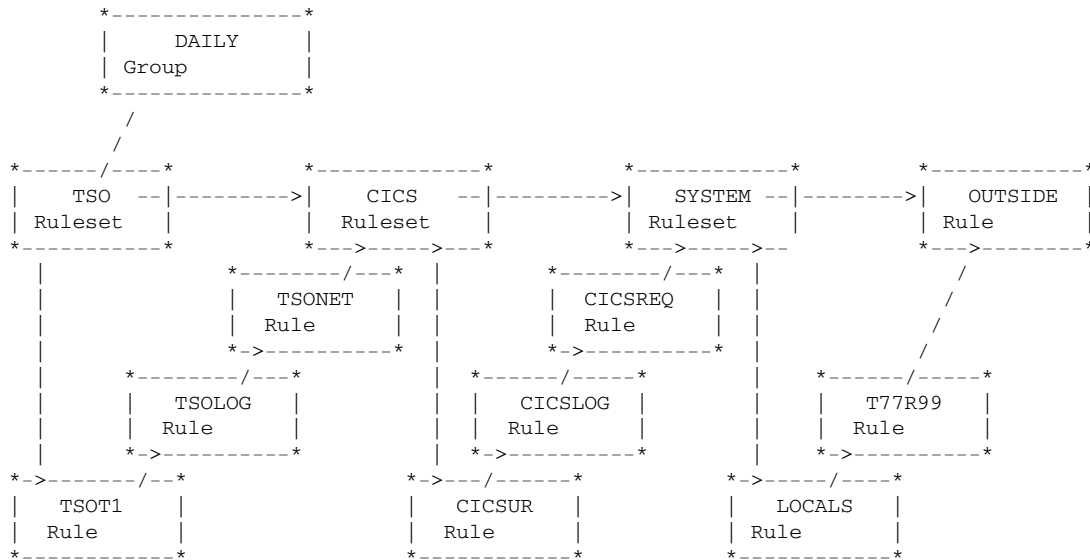 DAILY
Group
TSO CICS SYSTEM OUTSIDE
Ruleset Ruleset Ruleset Rule
TSONET CICSREQ
Rule Rule
TSOLOG CICSLOG T77R99
Rule Rule Rule
TSOT1 CICSUR LOCALS
Rule Rule Rule